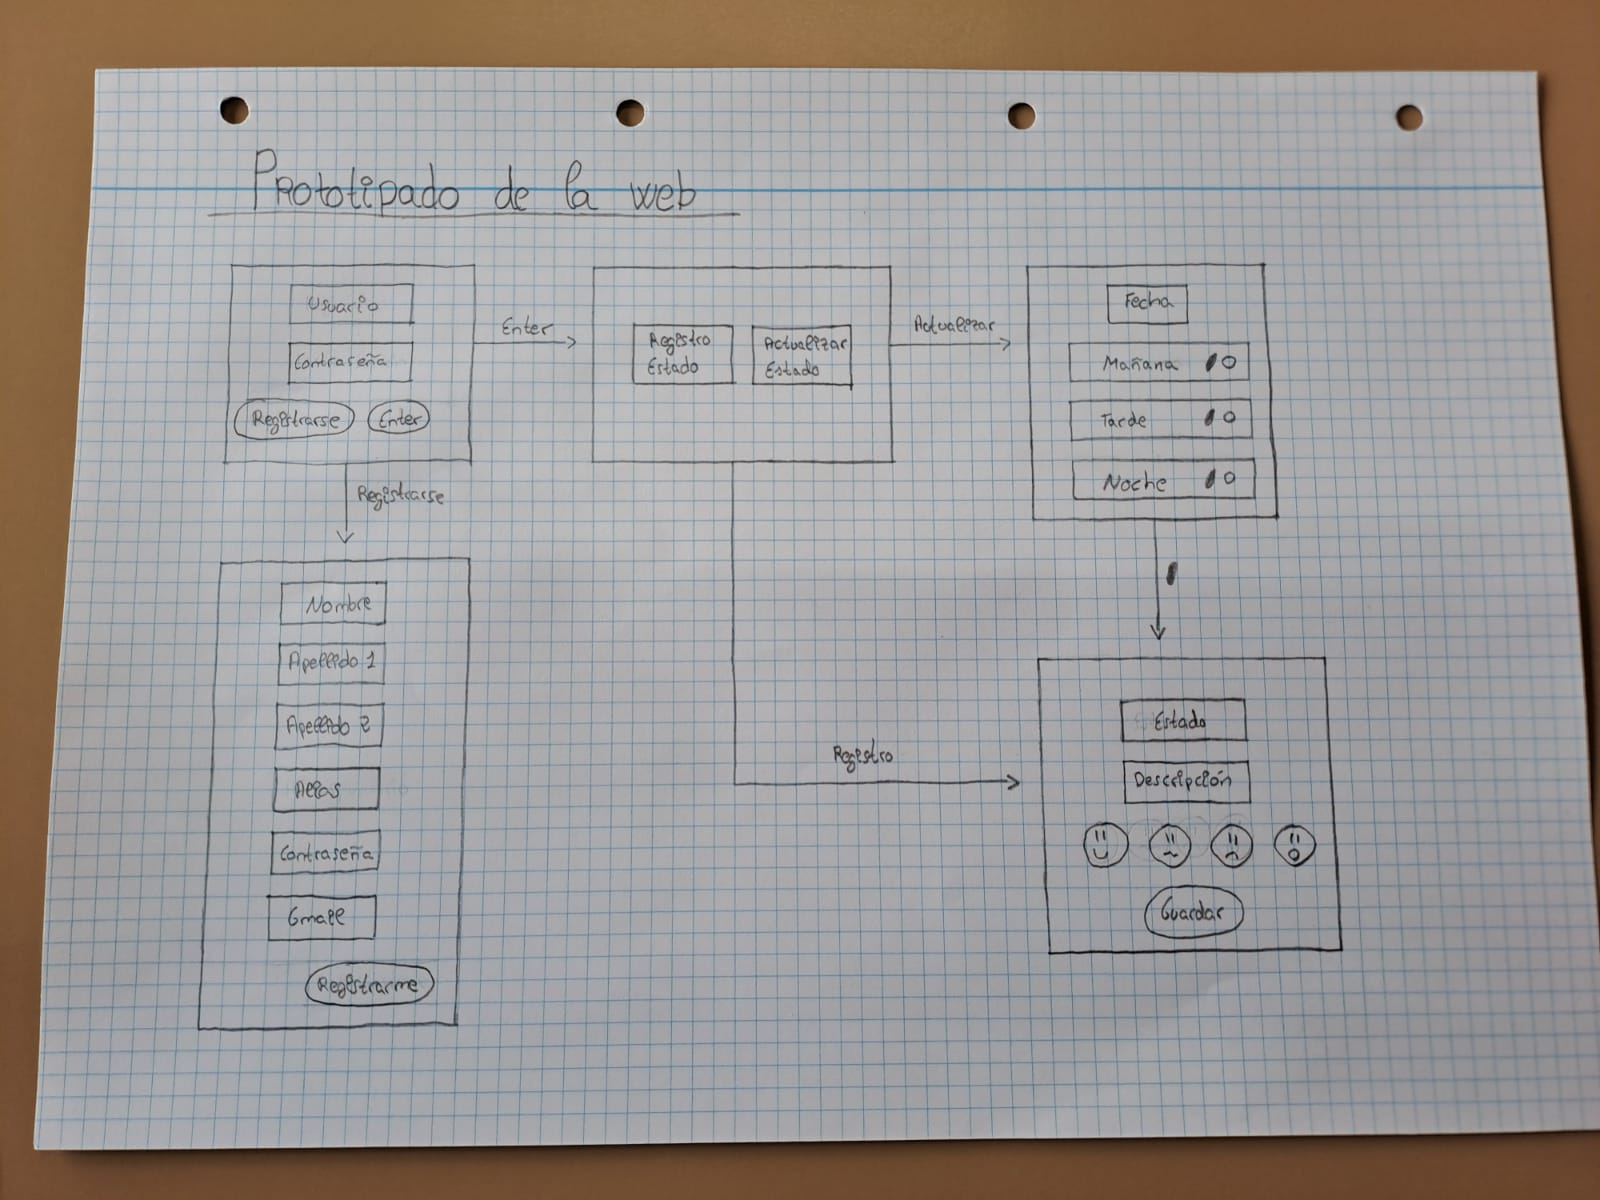 Prototipado de la web
Usuario
Contraseña
Registrarse
Enter
Enter
Registro
Estado
Actualizar
Estado
Actualizar
Fecha
Mañana
Tarde
Noche
Registrarse
Nombre
Apellido 1
Apellido 2
Alias
Contraseña
Gmail
Registrarme
Registro
Estado
Descripción
Guardar